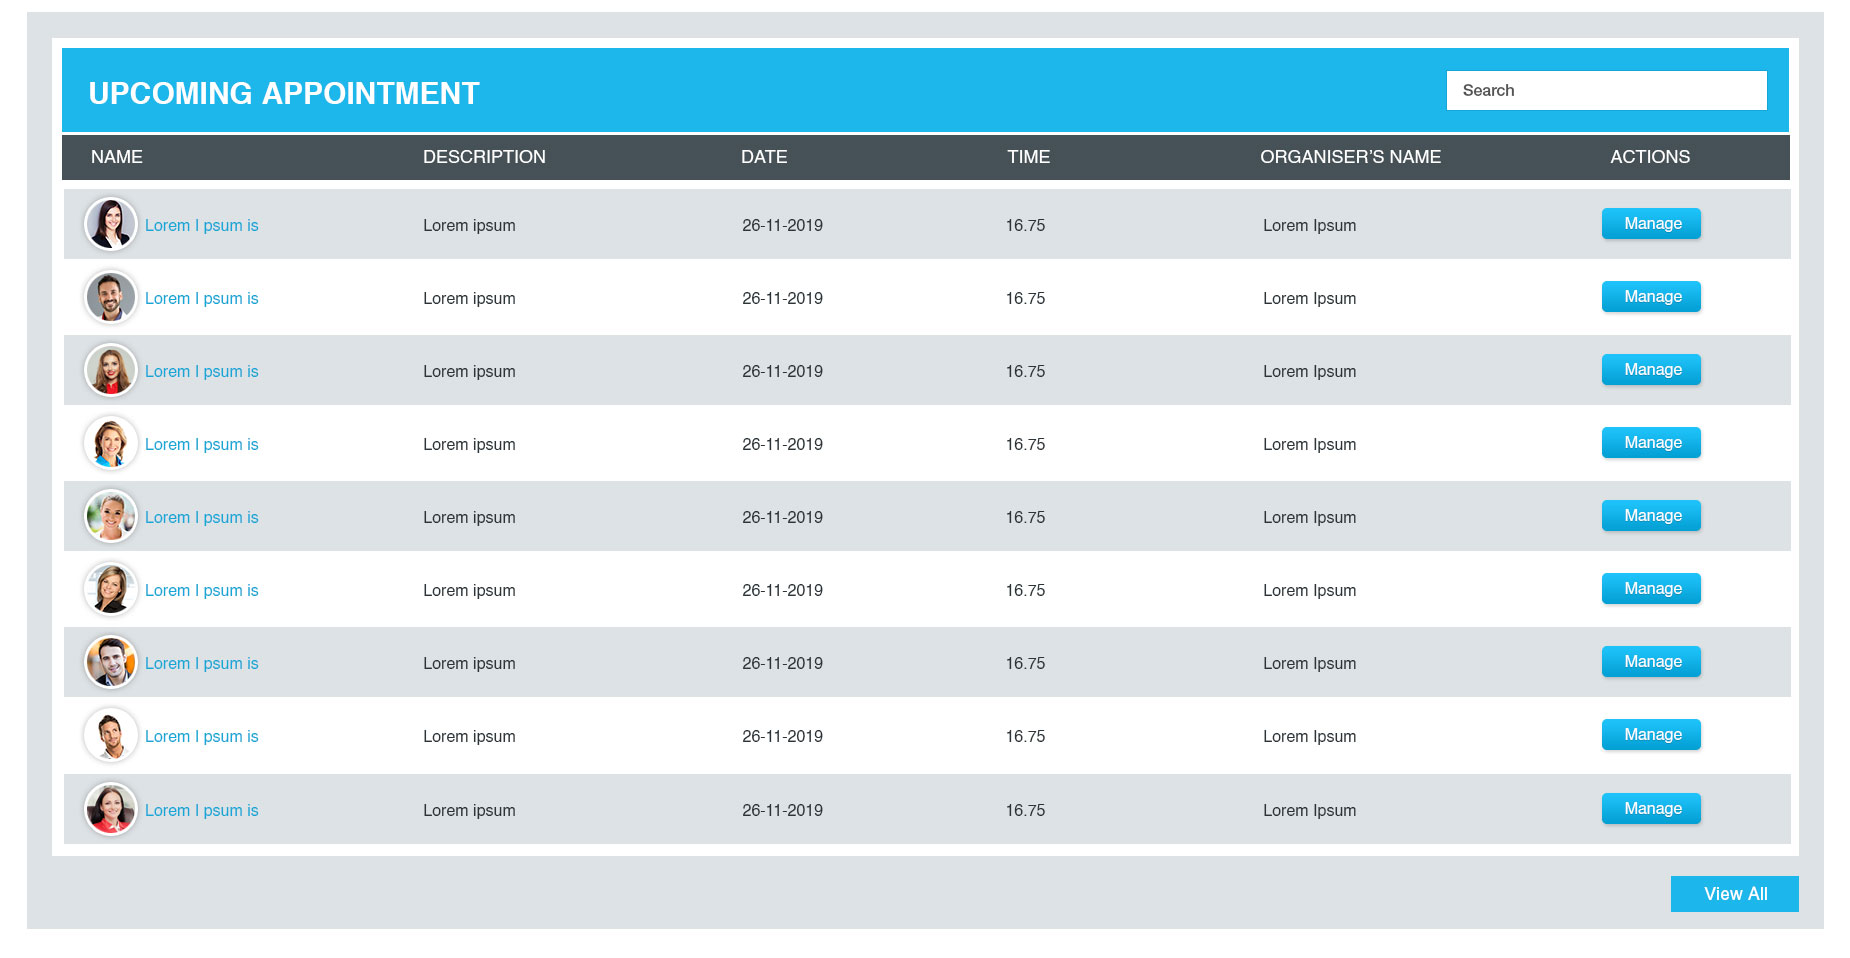 UPCOMING APPOINTMENT Search
NAME DESCRIPTION DATE TIME ORGANISER’S NAME ACTIONS
Lorem I psum is Lorem ipsum 26-11-2019 16.75 Lorem Ipsum Manage
Lorem I psum is Lorem ipsum 26-11-2019 16.75 Lorem Ipsum Manage
Lorem I psum is Lorem ipsum 26-11-2019 16.75 Lorem Ipsum Manage
Lorem I psum is Lorem ipsum 26-11-2019 16.75 Lorem Ipsum Manage
Lorem I psum is Lorem ipsum 26-11-2019 16.75 Lorem Ipsum Manage
Lorem I psum is Lorem ipsum 26-11-2019 16.75 Lorem Ipsum Manage
Lorem I psum is Lorem ipsum 26-11-2019 16.75 Lorem Ipsum Manage
Lorem I psum is Lorem ipsum 26-11-2019 16.75 Lorem Ipsum Manage
Lorem I psum is Lorem ipsum 26-11-2019 16.75 Lorem Ipsum Manage
View All